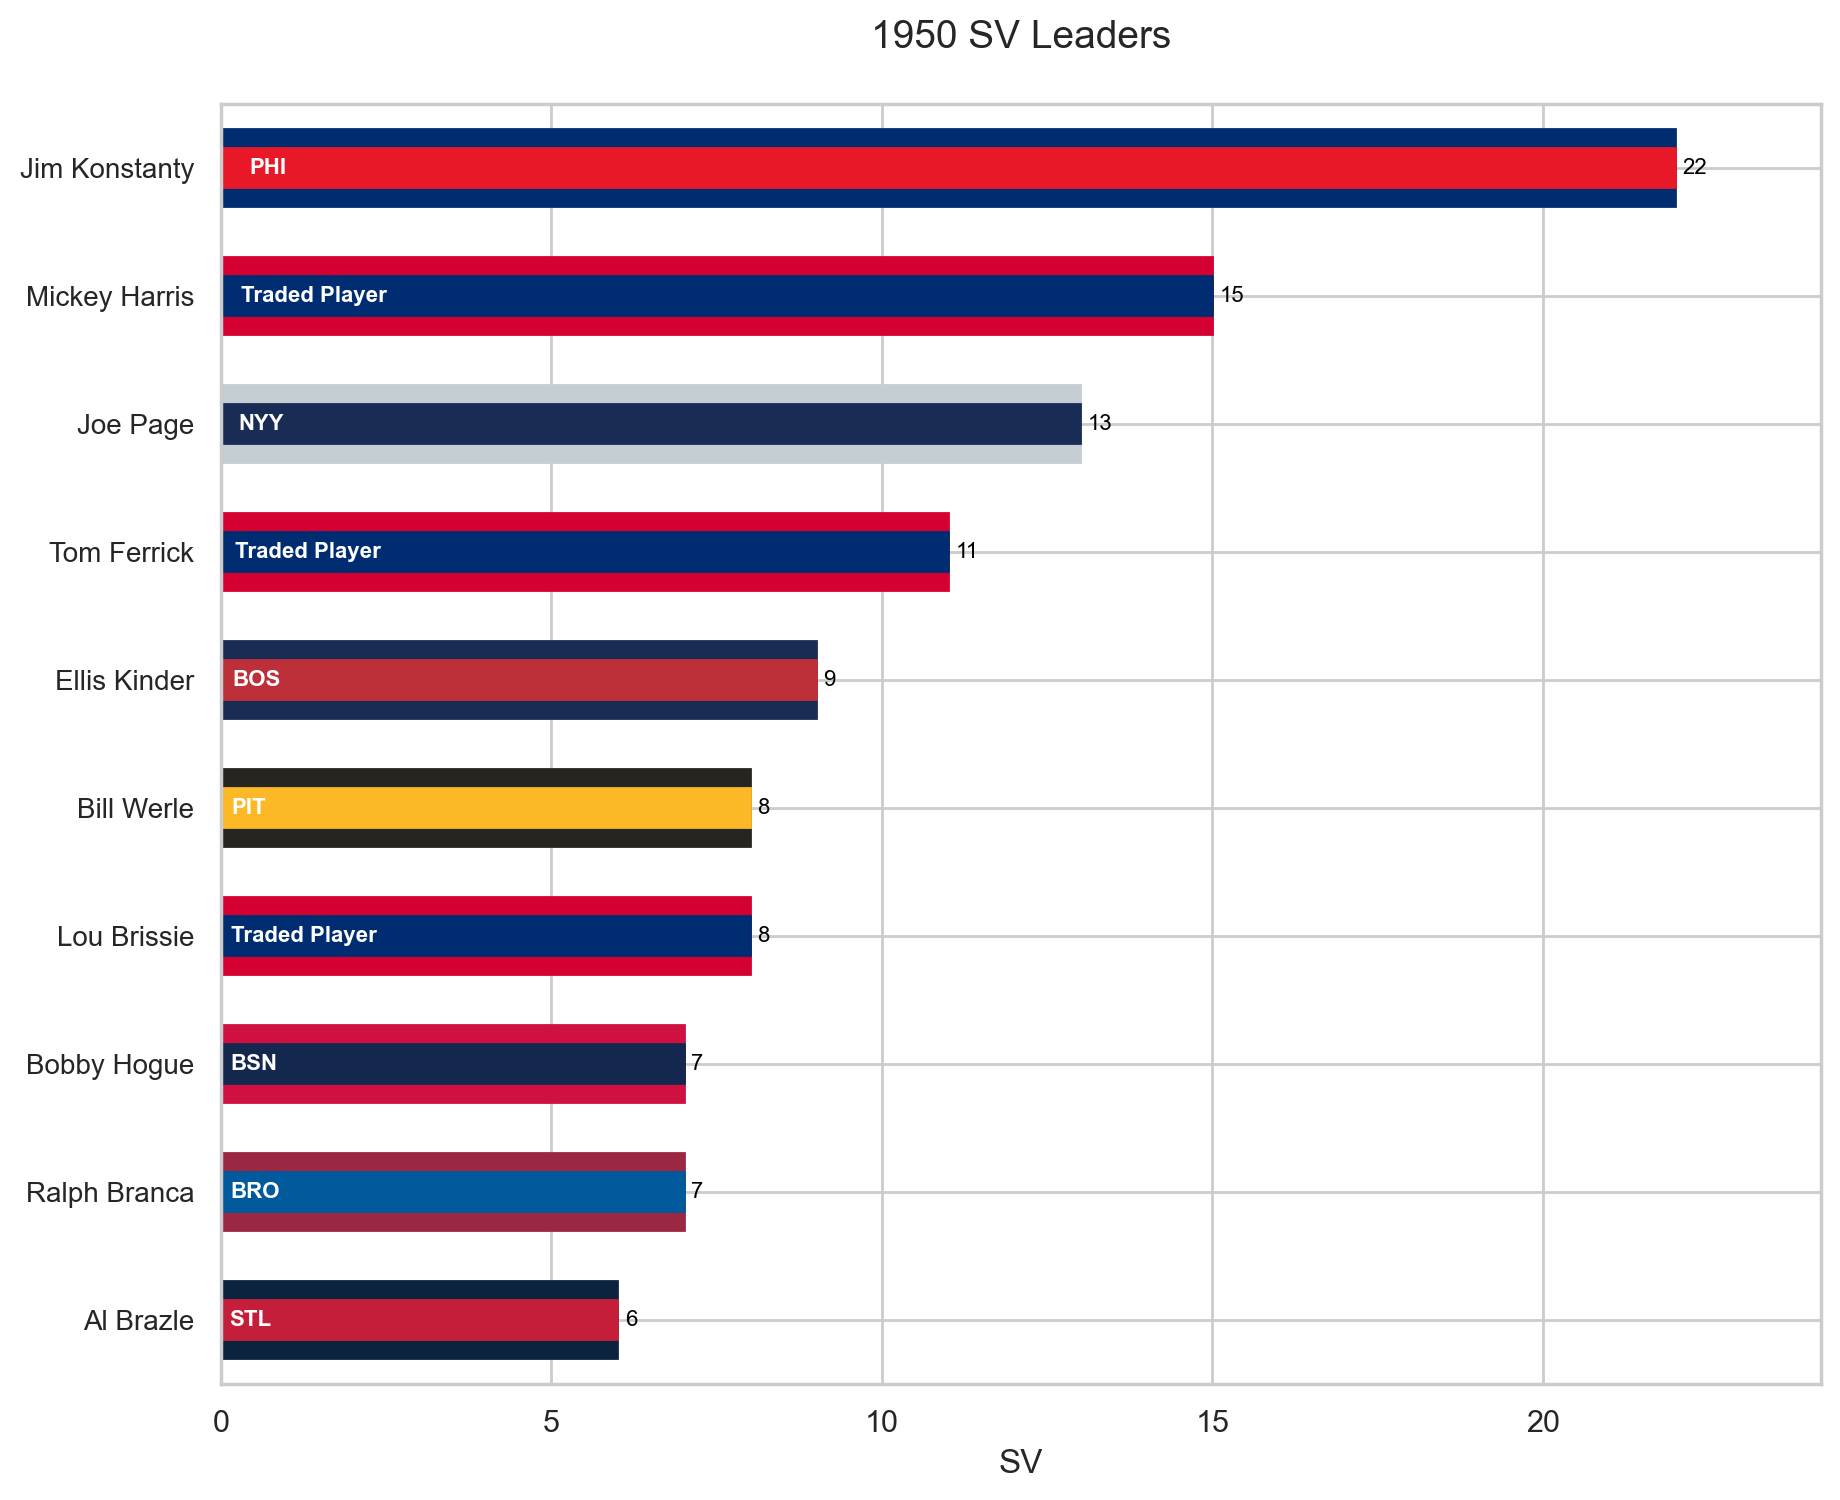 1950 SV Leaders
Jim Konstanty
PHI
22
Mickey Harris
Traded Player
15
Joe Page
NYY
13
Tom Ferrick
Traded Player
11
Ellis Kinder
BOS
9
Bill Werle
PIT
8
Lou Brissie
Traded Player
8
Bobby Hogue
BSN
7
Ralph Branca
BRO
7
Al Brazle
STL
6
0 5 10 15 20
SV